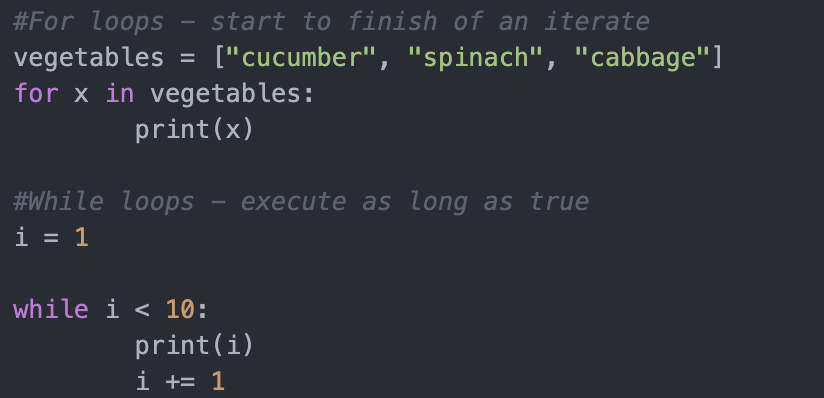 #For loops – start to finish of an iterate
vegetables = ["cucumber", "spinach", "cabbage"]
for x in vegetables:
        print(x)

#While loops – execute as long as true
i = 1

while i < 10:
        print(i)
        i += 1